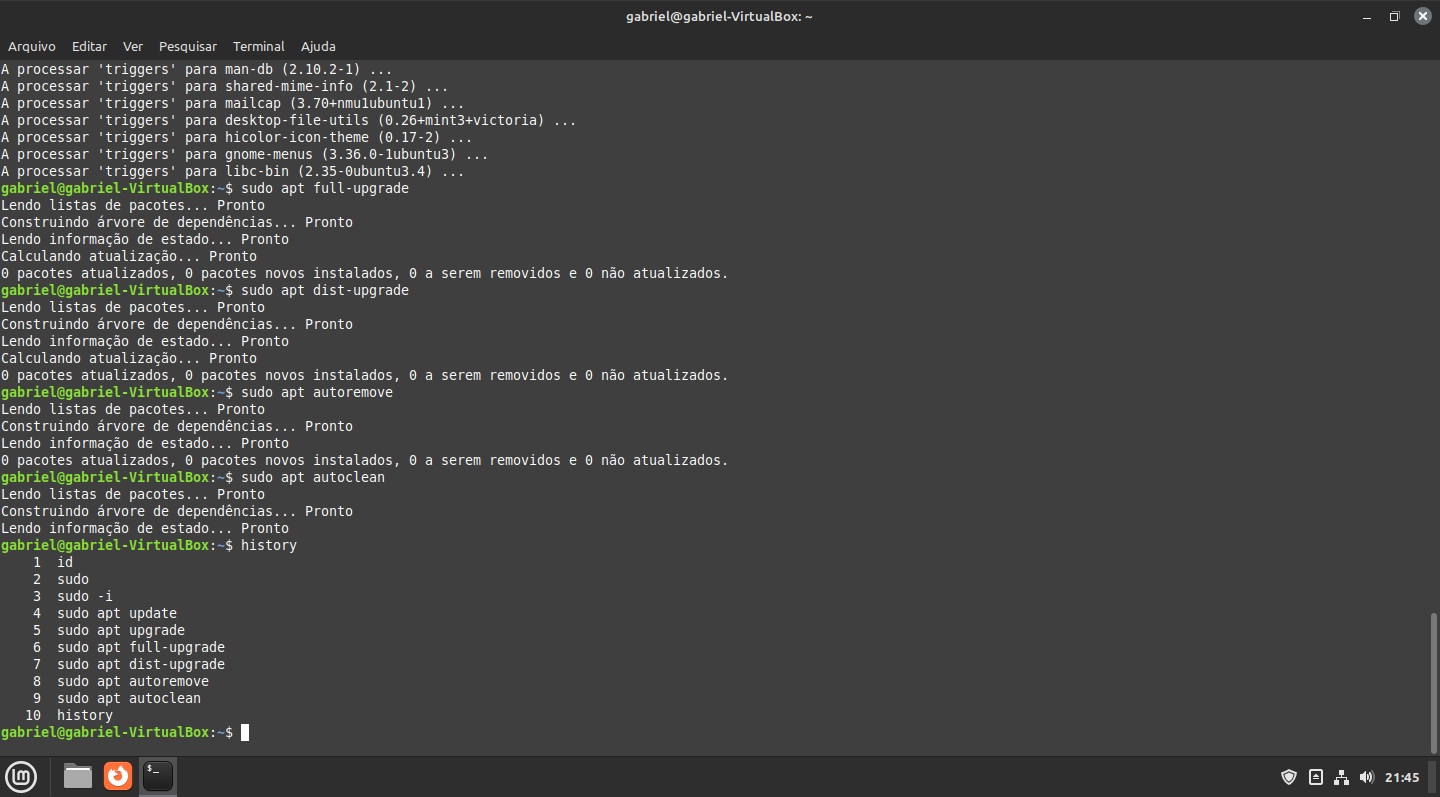 gabriel@gabriel-VirtualBox: ~
Arquivo Editar Ver Pesquisar Terminal Ajuda
A processar 'triggers' para man-db (2.10.2-1) ...
A processar 'triggers' para shared-mime-info (2.1-2) ...
A processar 'triggers' para mailcap (3.70+nmu1ubuntu1) ...
A processar 'triggers' para desktop-file-utils (0.26+mint3+victoria) ...
A processar 'triggers' para hicolor-icon-theme (0.17-2) ...
A processar 'triggers' para gnome-menus (3.36.0-1ubuntu3) ...
A processar 'triggers' para libc-bin (2.35-0ubuntu3.4) ...
gabriel@gabriel-VirtualBox:~$ sudo apt full-upgrade
Lendo listas de pacotes... Pronto
Construindo árvore de dependências... Pronto
Lendo informação de estado... Pronto
Calculando atualização... Pronto
0 pacotes atualizados, 0 pacotes novos instalados, 0 a serem removidos e 0 não atualizados.
gabriel@gabriel-VirtualBox:~$ sudo apt dist-upgrade
Lendo listas de pacotes... Pronto
Construindo árvore de dependências... Pronto
Lendo informação de estado... Pronto
Calculando atualização... Pronto
0 pacotes atualizados, 0 pacotes novos instalados, 0 a serem removidos e 0 não atualizados.
gabriel@gabriel-VirtualBox:~$ sudo apt autoremove
Lendo listas de pacotes... Pronto
Construindo árvore de dependências... Pronto
Lendo informação de estado... Pronto
0 pacotes atualizados, 0 pacotes novos instalados, 0 a serem removidos e 0 não atualizados.
gabriel@gabriel-VirtualBox:~$ sudo apt autoclean
Lendo listas de pacotes... Pronto
Construindo árvore de dependências... Pronto
Lendo informação de estado... Pronto
gabriel@gabriel-VirtualBox:~$ history
1 id
2 sudo
3 sudo -i
4 sudo apt update
5 sudo apt upgrade
6 sudo apt full-upgrade
7 sudo apt dist-upgrade
8 sudo apt autoremove
9 sudo apt autoclean
10 history
gabriel@gabriel-VirtualBox:~$
$_
21:45